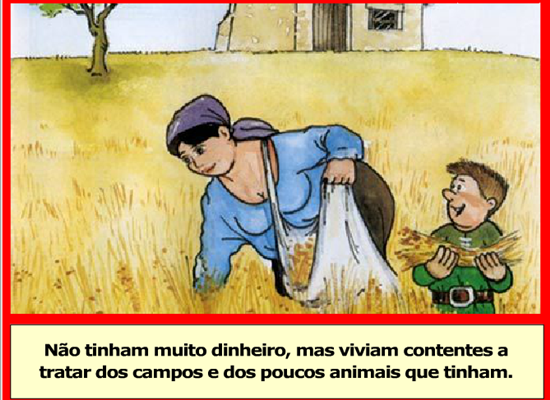 Não tinham muito dinheiro, mas viviam contentes a
tratar dos campos e dos poucos animais que tinham.